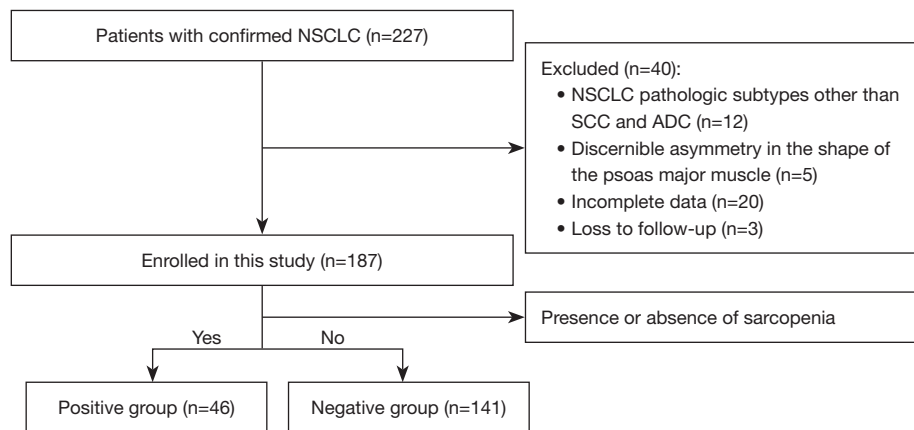 Patients with confirmed NSCLC (n=227)
Excluded (n=40):
• NSCLC pathologic subtypes other than
SCC and ADC (n=12)
• Discernible asymmetry in the shape of
the psoas major muscle (n=5)
• Incomplete data (n=20)
• Loss to follow-up (n=3)
Enrolled in this study (n=187)
Presence or absence of sarcopenia
Yes
No
Positive group (n=46)
Negative group (n=141)